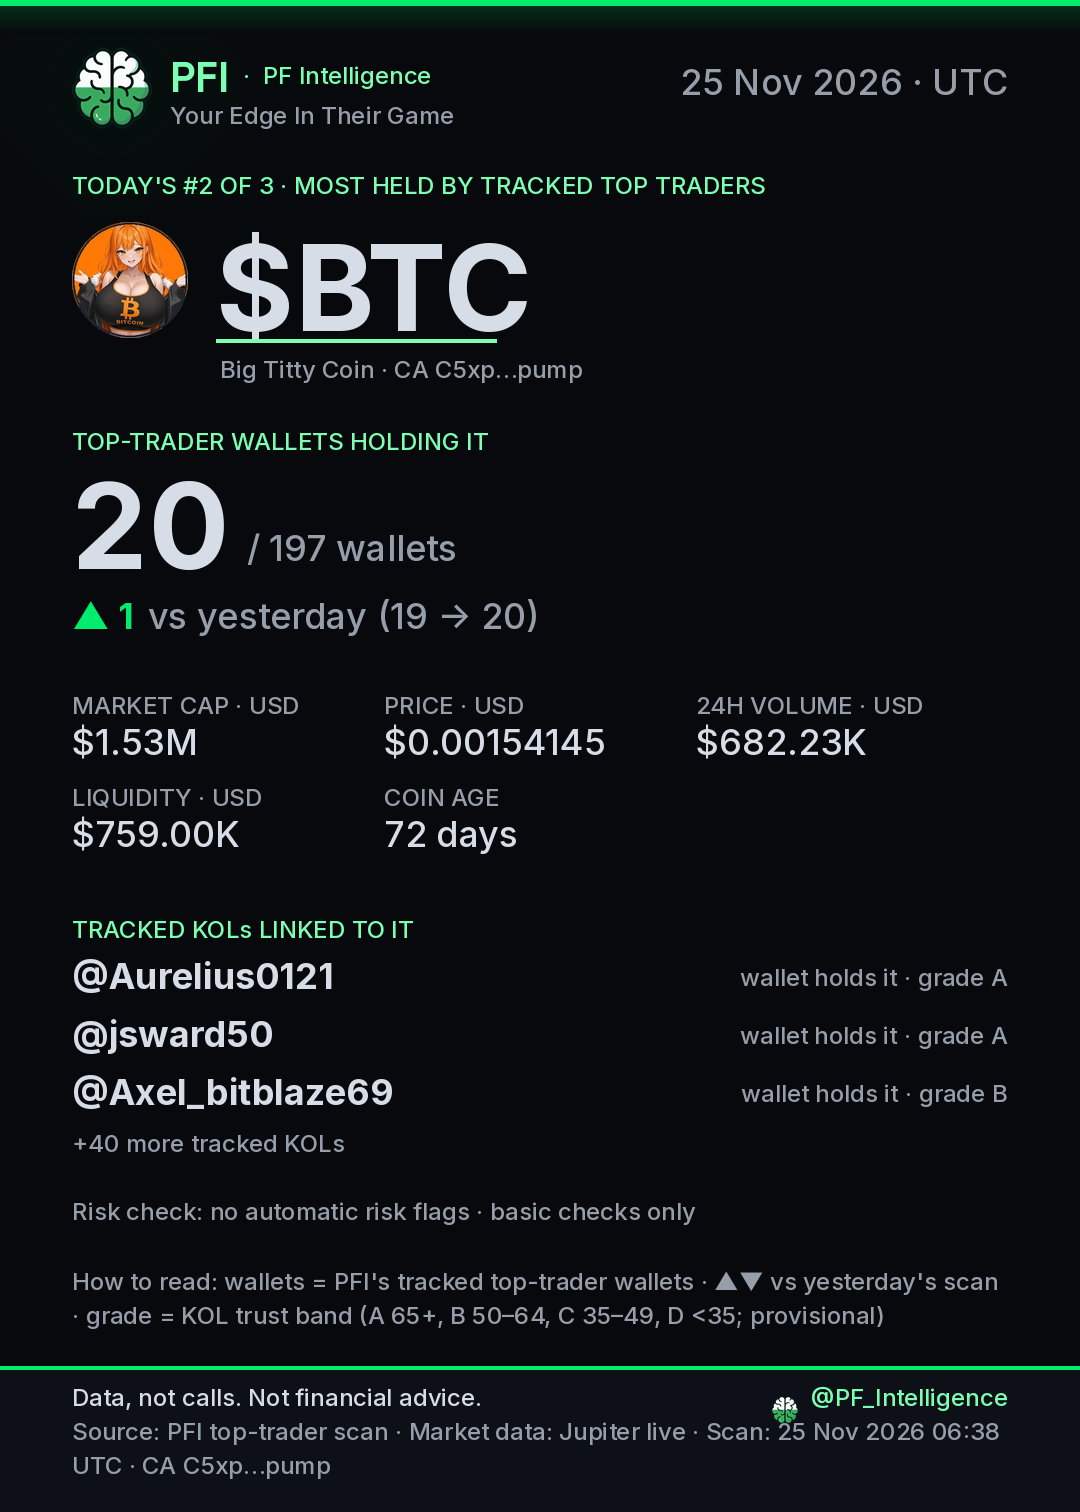 PFI · PF Intelligence
Your Edge In Their Game
25 Nov 2026 · UTC
TODAY'S #2 OF 3 · MOST HELD BY TRACKED TOP TRADERS
BITCOIN
$BTC
Big Titty Coin · CA C5xp...pump
TOP-TRADER WALLETS HOLDING IT
20 / 197 wallets
▲ 1 vs yesterday (19 → 20)
MARKET CAP · USD
$1.53M
PRICE · USD
$0.00154145
24H VOLUME · USD
$682.23K
LIQUIDITY · USD
$759.00K
COIN AGE
72 days
TRACKED KOLs LINKED TO IT
@Aurelius0121 wallet holds it · grade A
@jsward50 wallet holds it · grade A
@Axel_bitblaze69 wallet holds it · grade B
+40 more tracked KOLs
Risk check: no automatic risk flags · basic checks only
How to read: wallets = PFI's tracked top-trader wallets · ▲▼ vs yesterday's scan
· grade = KOL trust band (A 65+, B 50–64, C 35–49, D <35; provisional)
Data, not calls. Not financial advice.
@PF_Intelligence
Source: PFI top-trader scan · Market data: Jupiter live · Scan: 25 Nov 2026 06:38
UTC · CA C5xp...pump